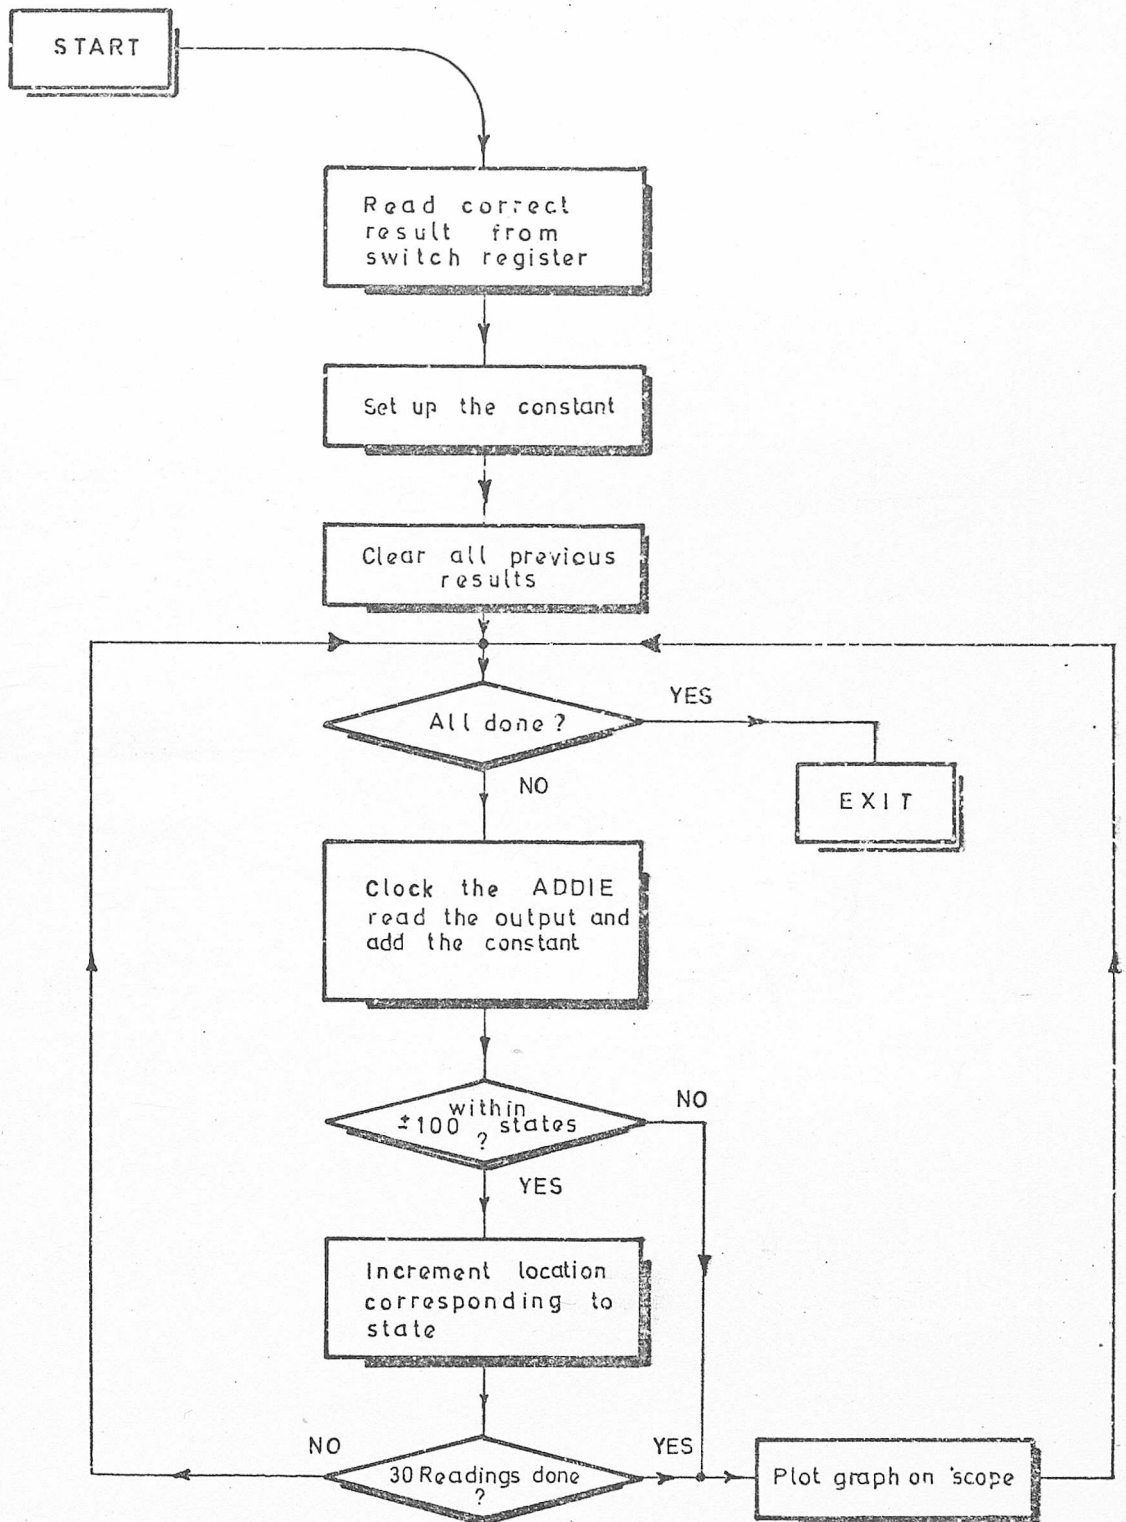 START
Read correct
result from
switch register
Set up the constant
Clear all previous
results
All done ?
YES
NO
EXIT
Clock the ADDIE
read the output and
add the constant
within
±100 states
?
NO
YES
Increment location
corresponding to
state
NO
30 Readings done
?
YES
Plot graph on 'scope